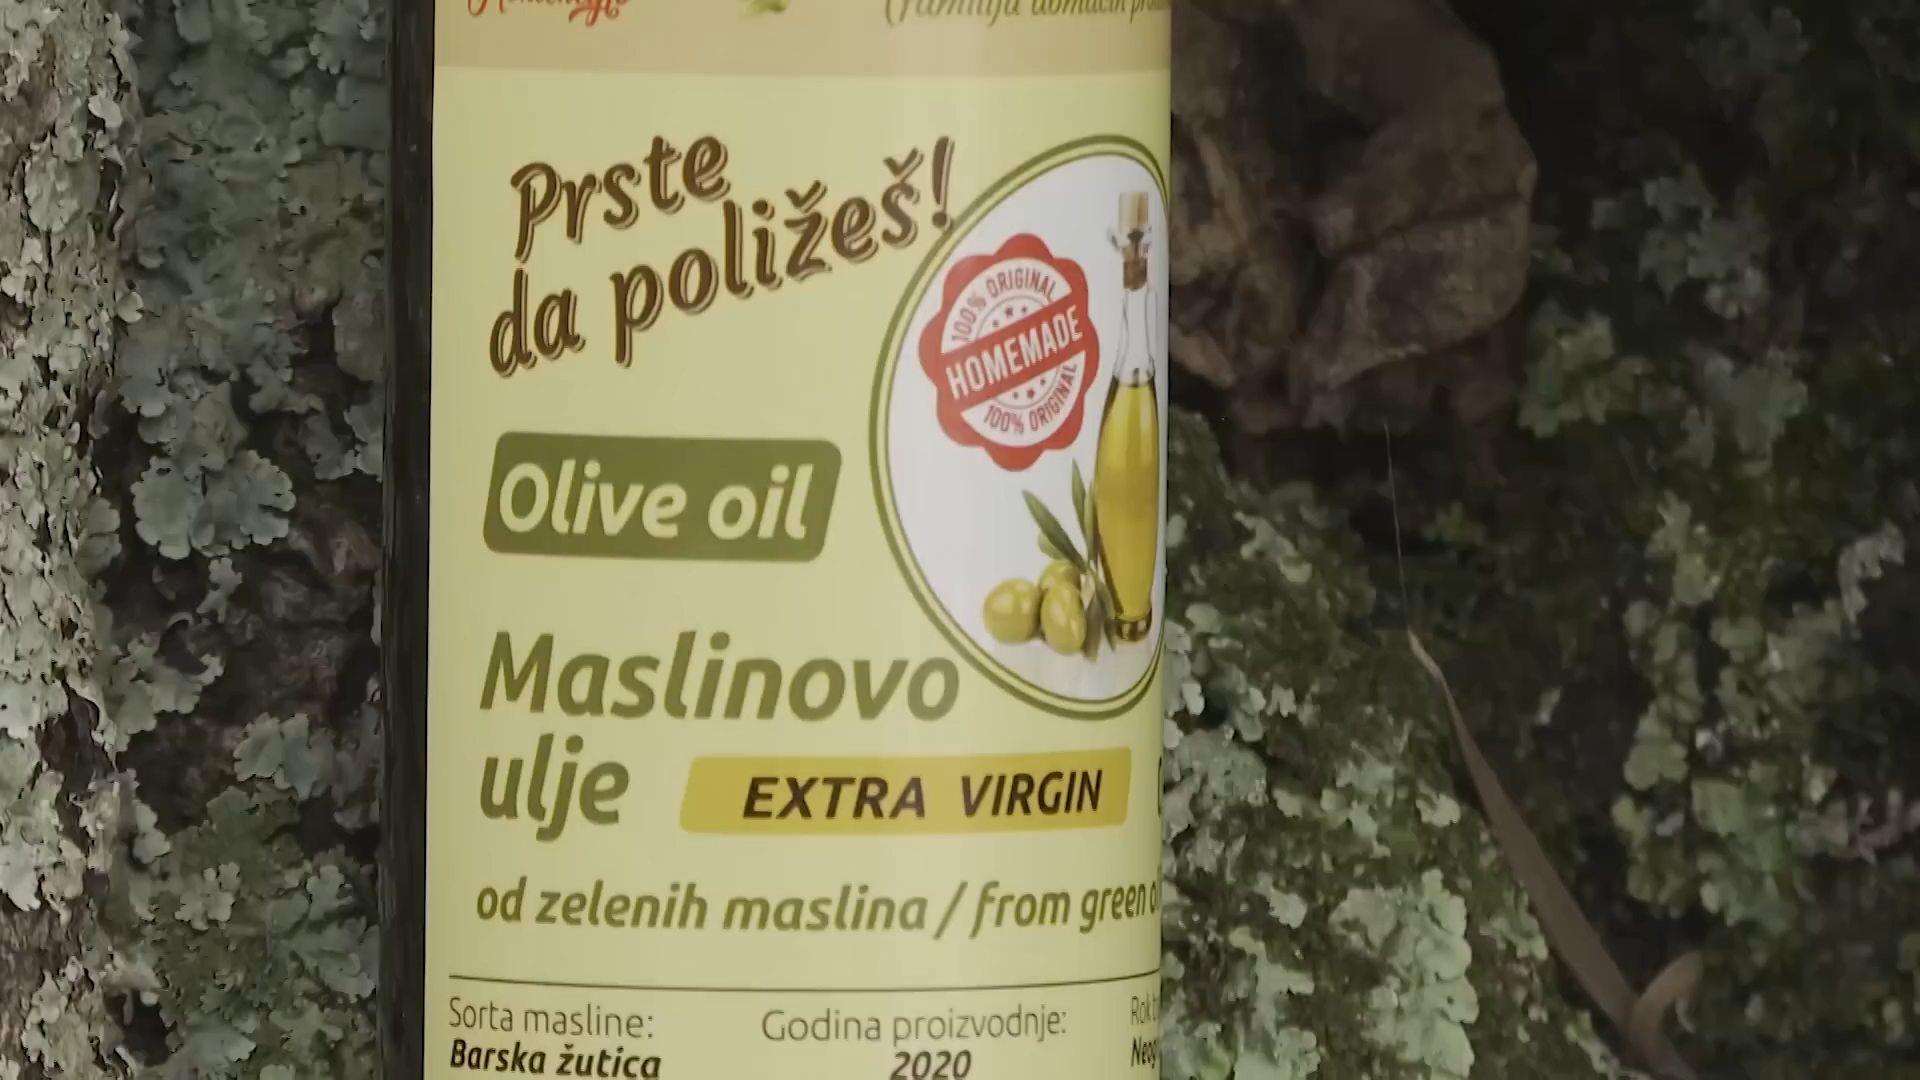 Prste
da poližeš!
100% ORIGINAL
HOMEMADE
100% ORIGINAL
Olive oil
Maslinovo
ulje
EXTRA VIRGIN
od zelenih maslina / from green
Sorta masline:
Barska žutica
Godina proizvodnje:
2020